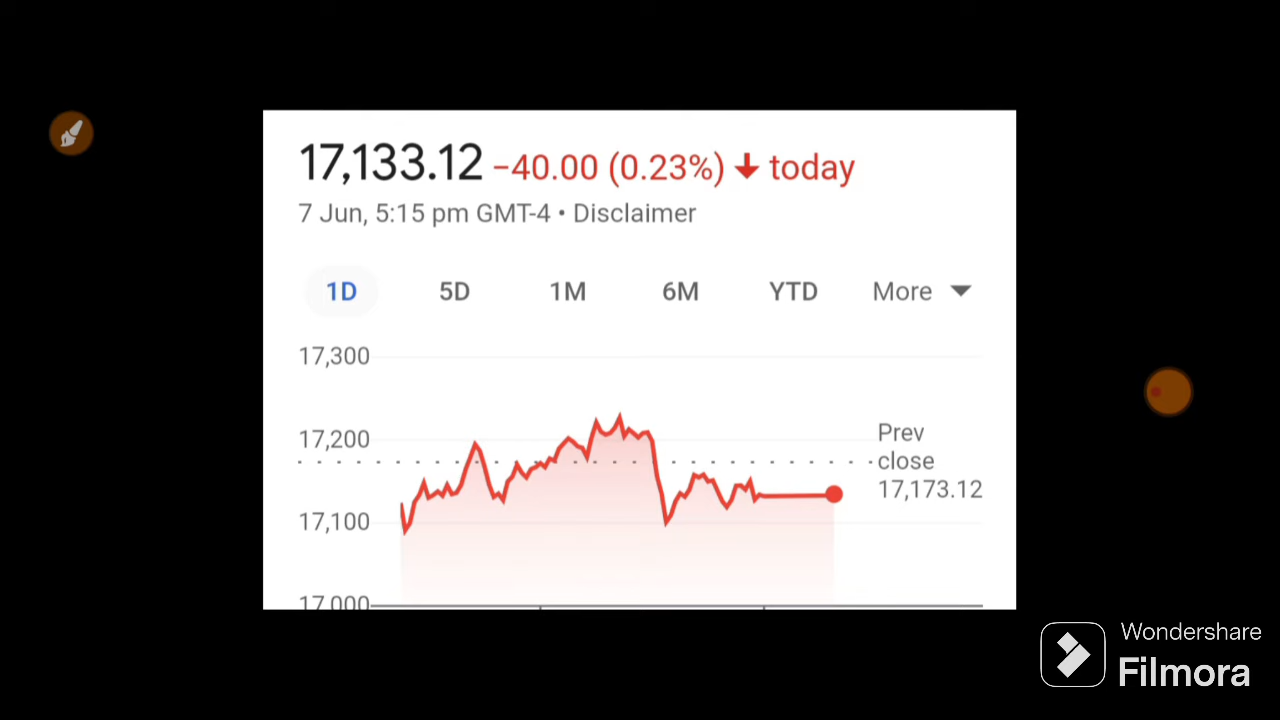 17,133.12 −40.00 (0.23%) ↓ today
7 Jun, 5:15 pm GMT-4 • Disclaimer
1D 5D 1M 6M YTD More
17,300
17,200
17,100
17,000
Prev
close
17,173.12
Wondershare
Filmora